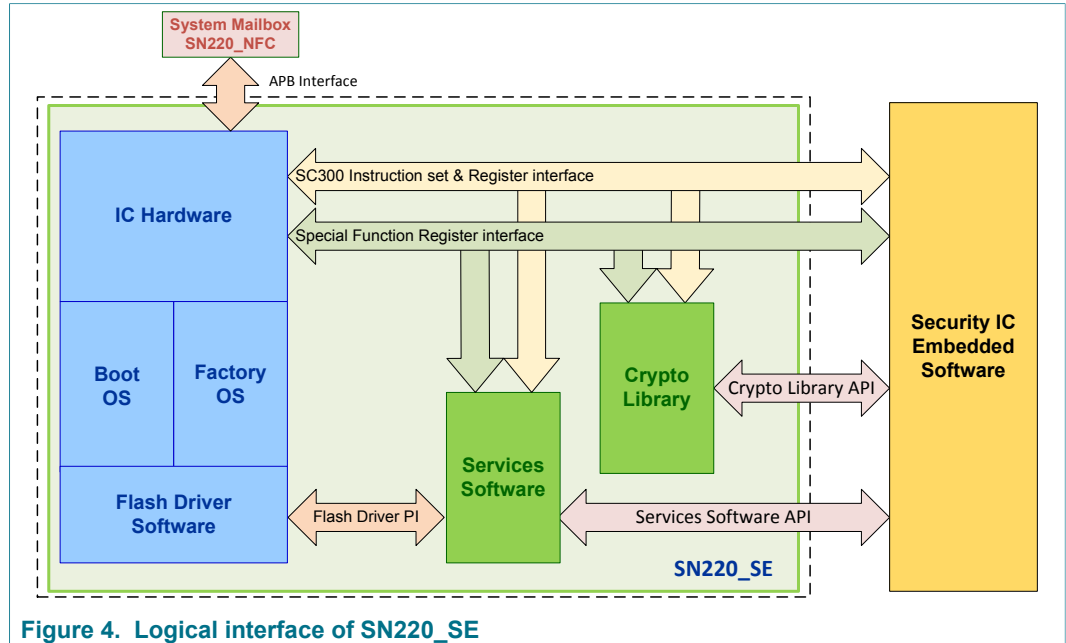 System Mailbox
SN220_NFC
APB Interface
IC Hardware
SC300 Instruction set & Register interface
Special Function Register interface
Boot
OS
Factory
OS
Crypto
Library
Security IC
Embedded
Software
Crypto Library API
Services
Software
Flash Driver
Software
Flash Driver PI
Services Software API
SN220_SE
Figure 4. Logical interface of SN220_SE